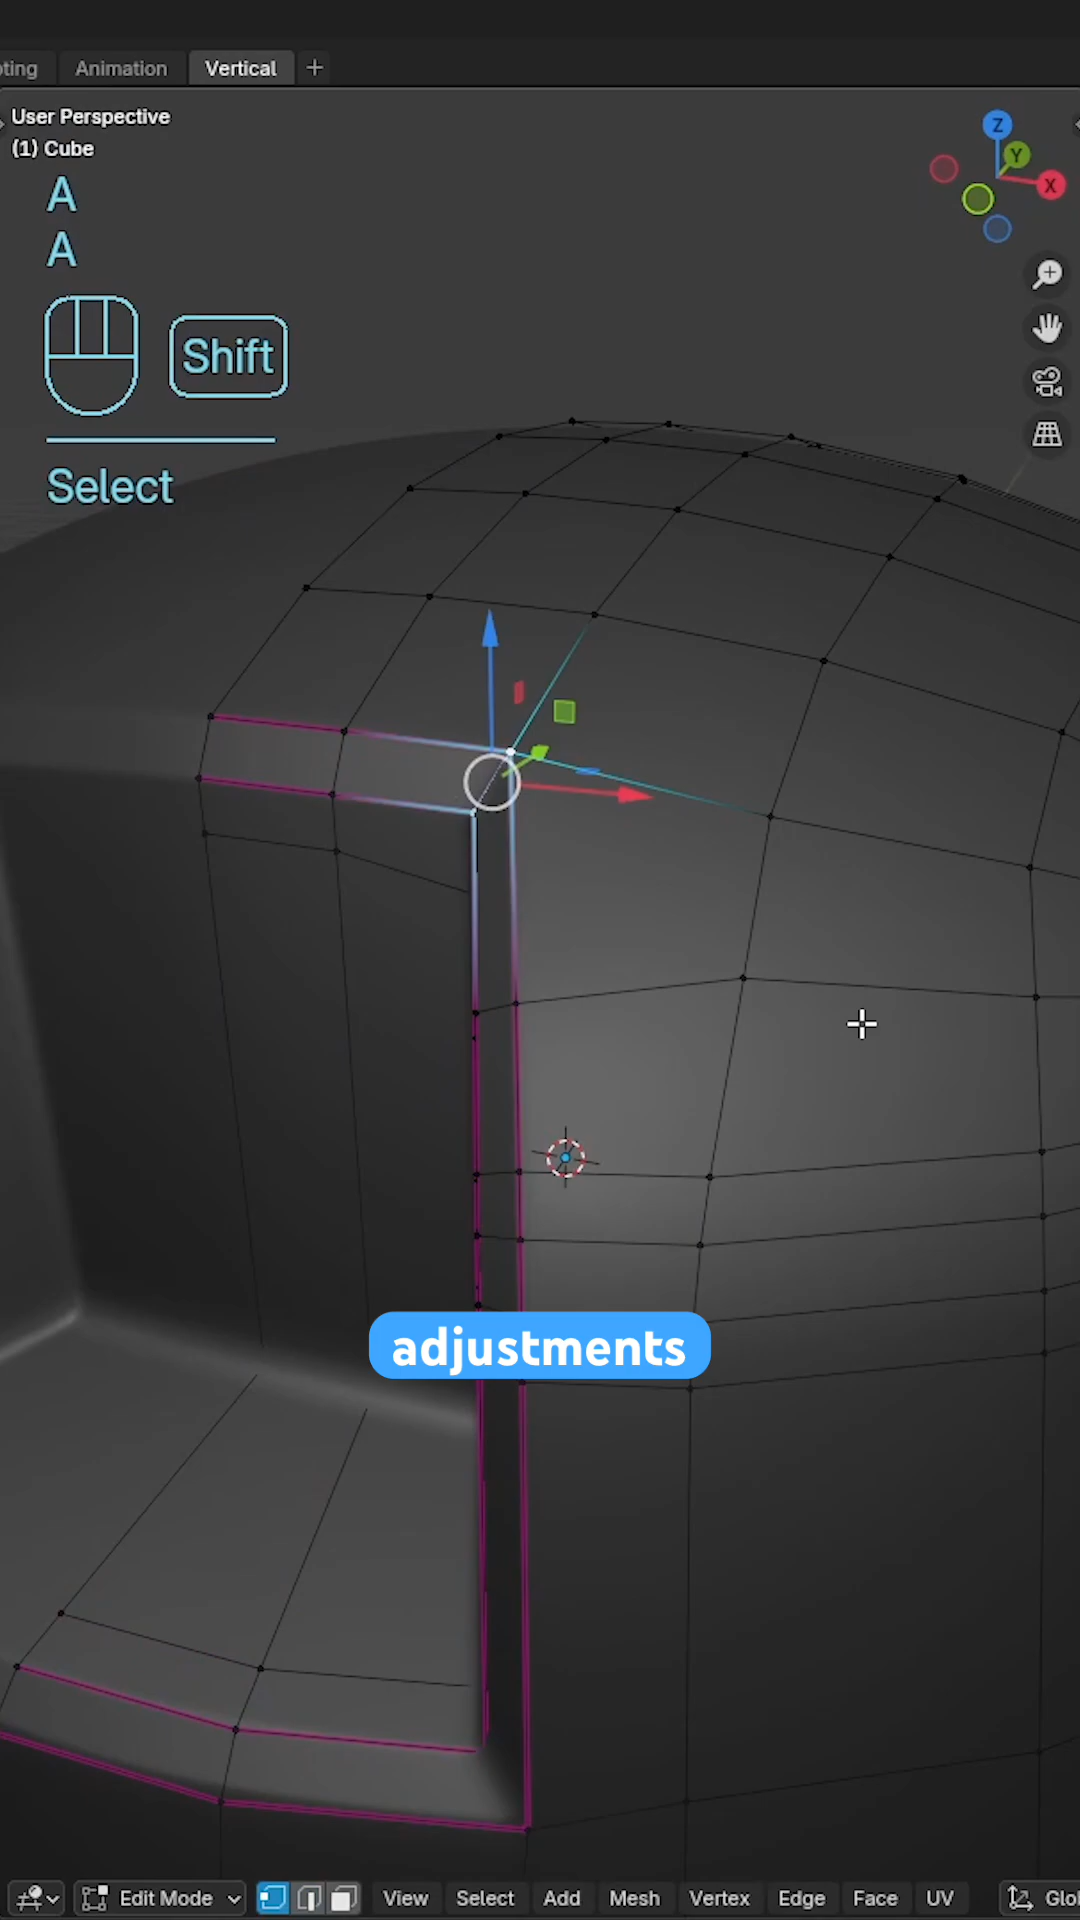 pting Animation Vertical +
User Perspective
(1) Cube
Z
Y
X
A
A
Shift
Select
adjustments
Edit Mode View Select Add Mesh Vertex Edge Face UV Glo